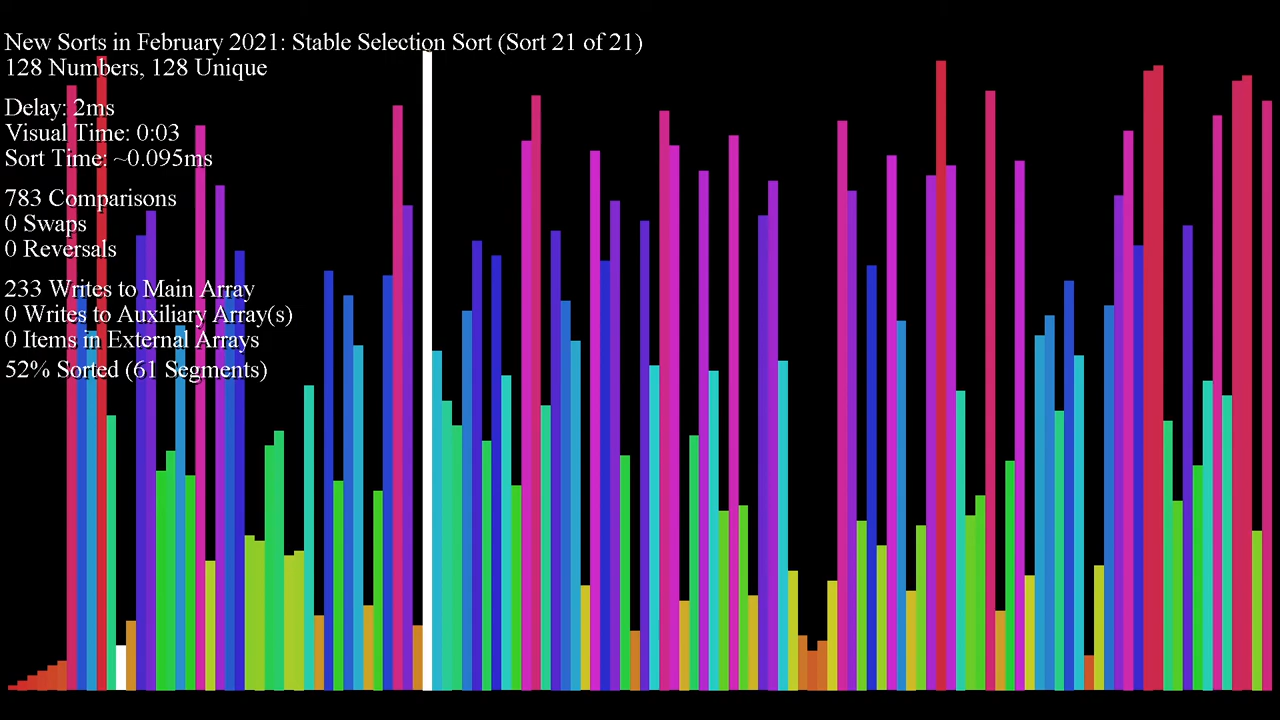 New Sorts in February 2021: Stable Selection Sort (Sort 21 of 21)
128 Numbers, 128 Unique
Delay: 2ms
Visual Time: 0:03
Sort Time: ~0.095ms
783 Comparisons
0 Swaps
0 Reversals
233 Writes to Main Array
0 Writes to Auxiliary Array(s)
0 Items in External Arrays
52% Sorted (61 Segments)